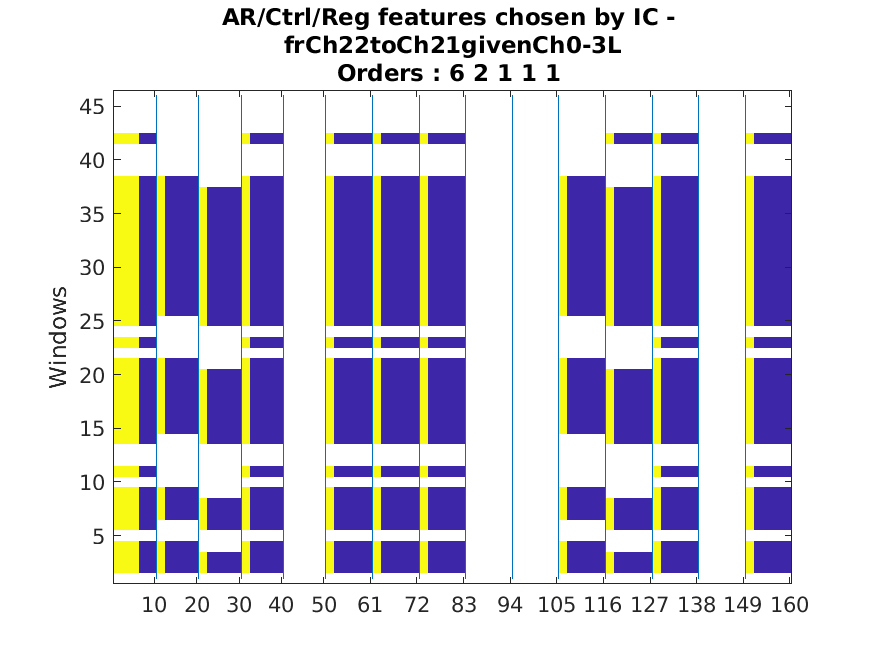 AR/Ctrl/Reg features chosen by IC -
frCh22toCh21givenCh0-3L
Orders : 6 2 1 1 1
45
40
35
30
25
20
15
10
5
Windows
10 20 30 40 50 61 72 83 94 105 116 127 138 149 160